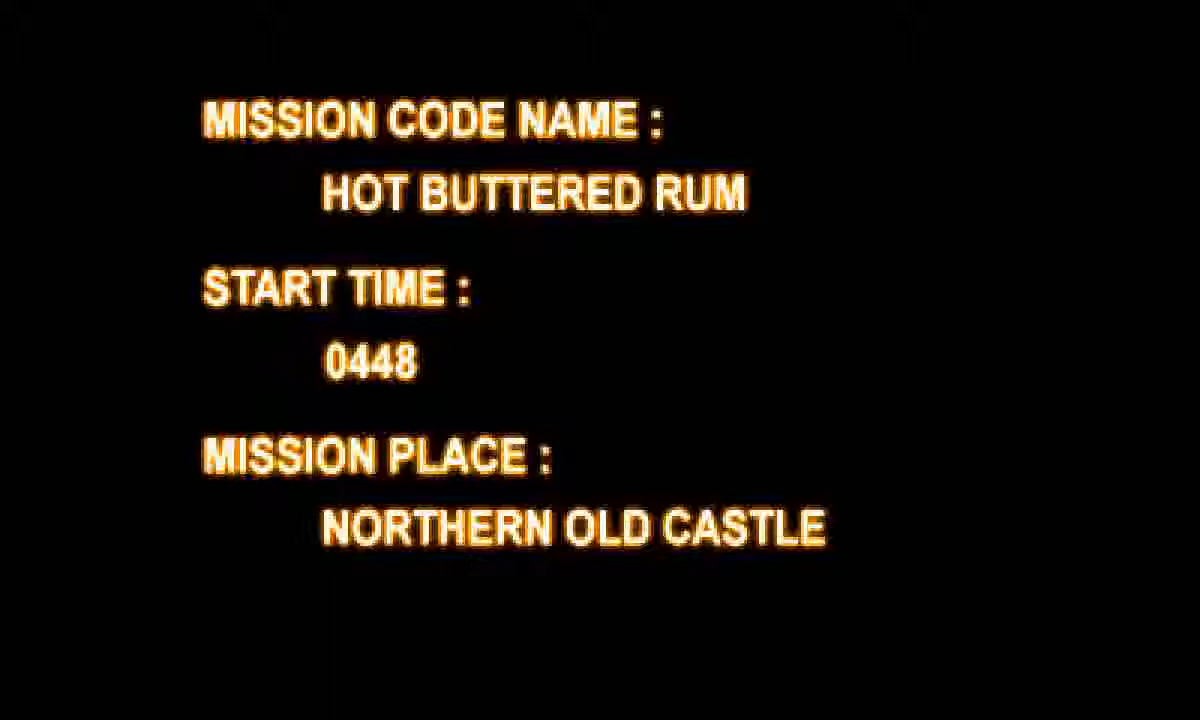 MISSION CODE NAME :
HOT BUTTERED RUM
START TIME :
0448
MISSION PLACE :
NORTHERN OLD CASTLE